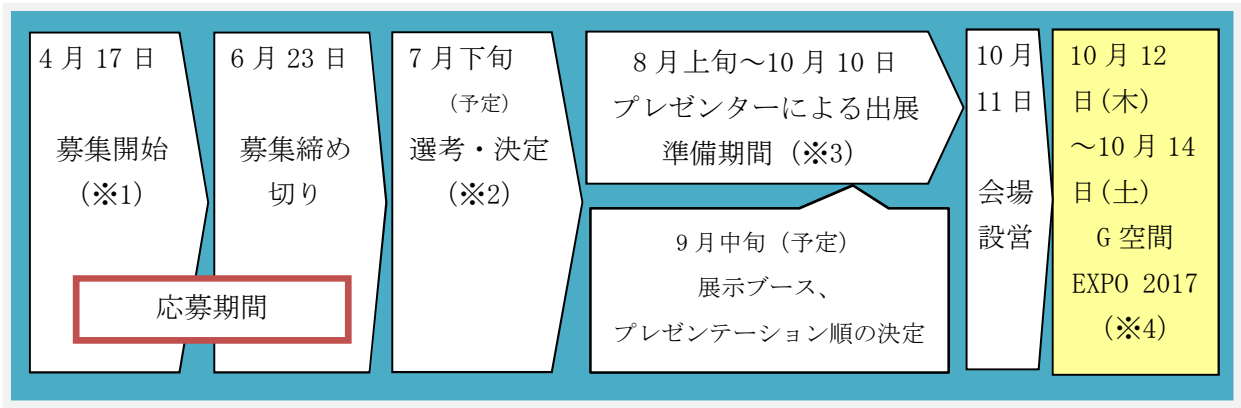 4月17日
募集開始
(※1)
6月23日
募集締め
切り
応募期間
7月下旬
(予定)
選考・決定
(※2)
8月上旬～10月10日
プレゼンターによる出展
準備期間（※3）
9月中旬（予定）
展示ブース、
プレゼンテーション順の決定
10月
11日
会場
設営
10月12
日(木)
～10月14
日(土)
G空間
EXPO 2017
(※4)